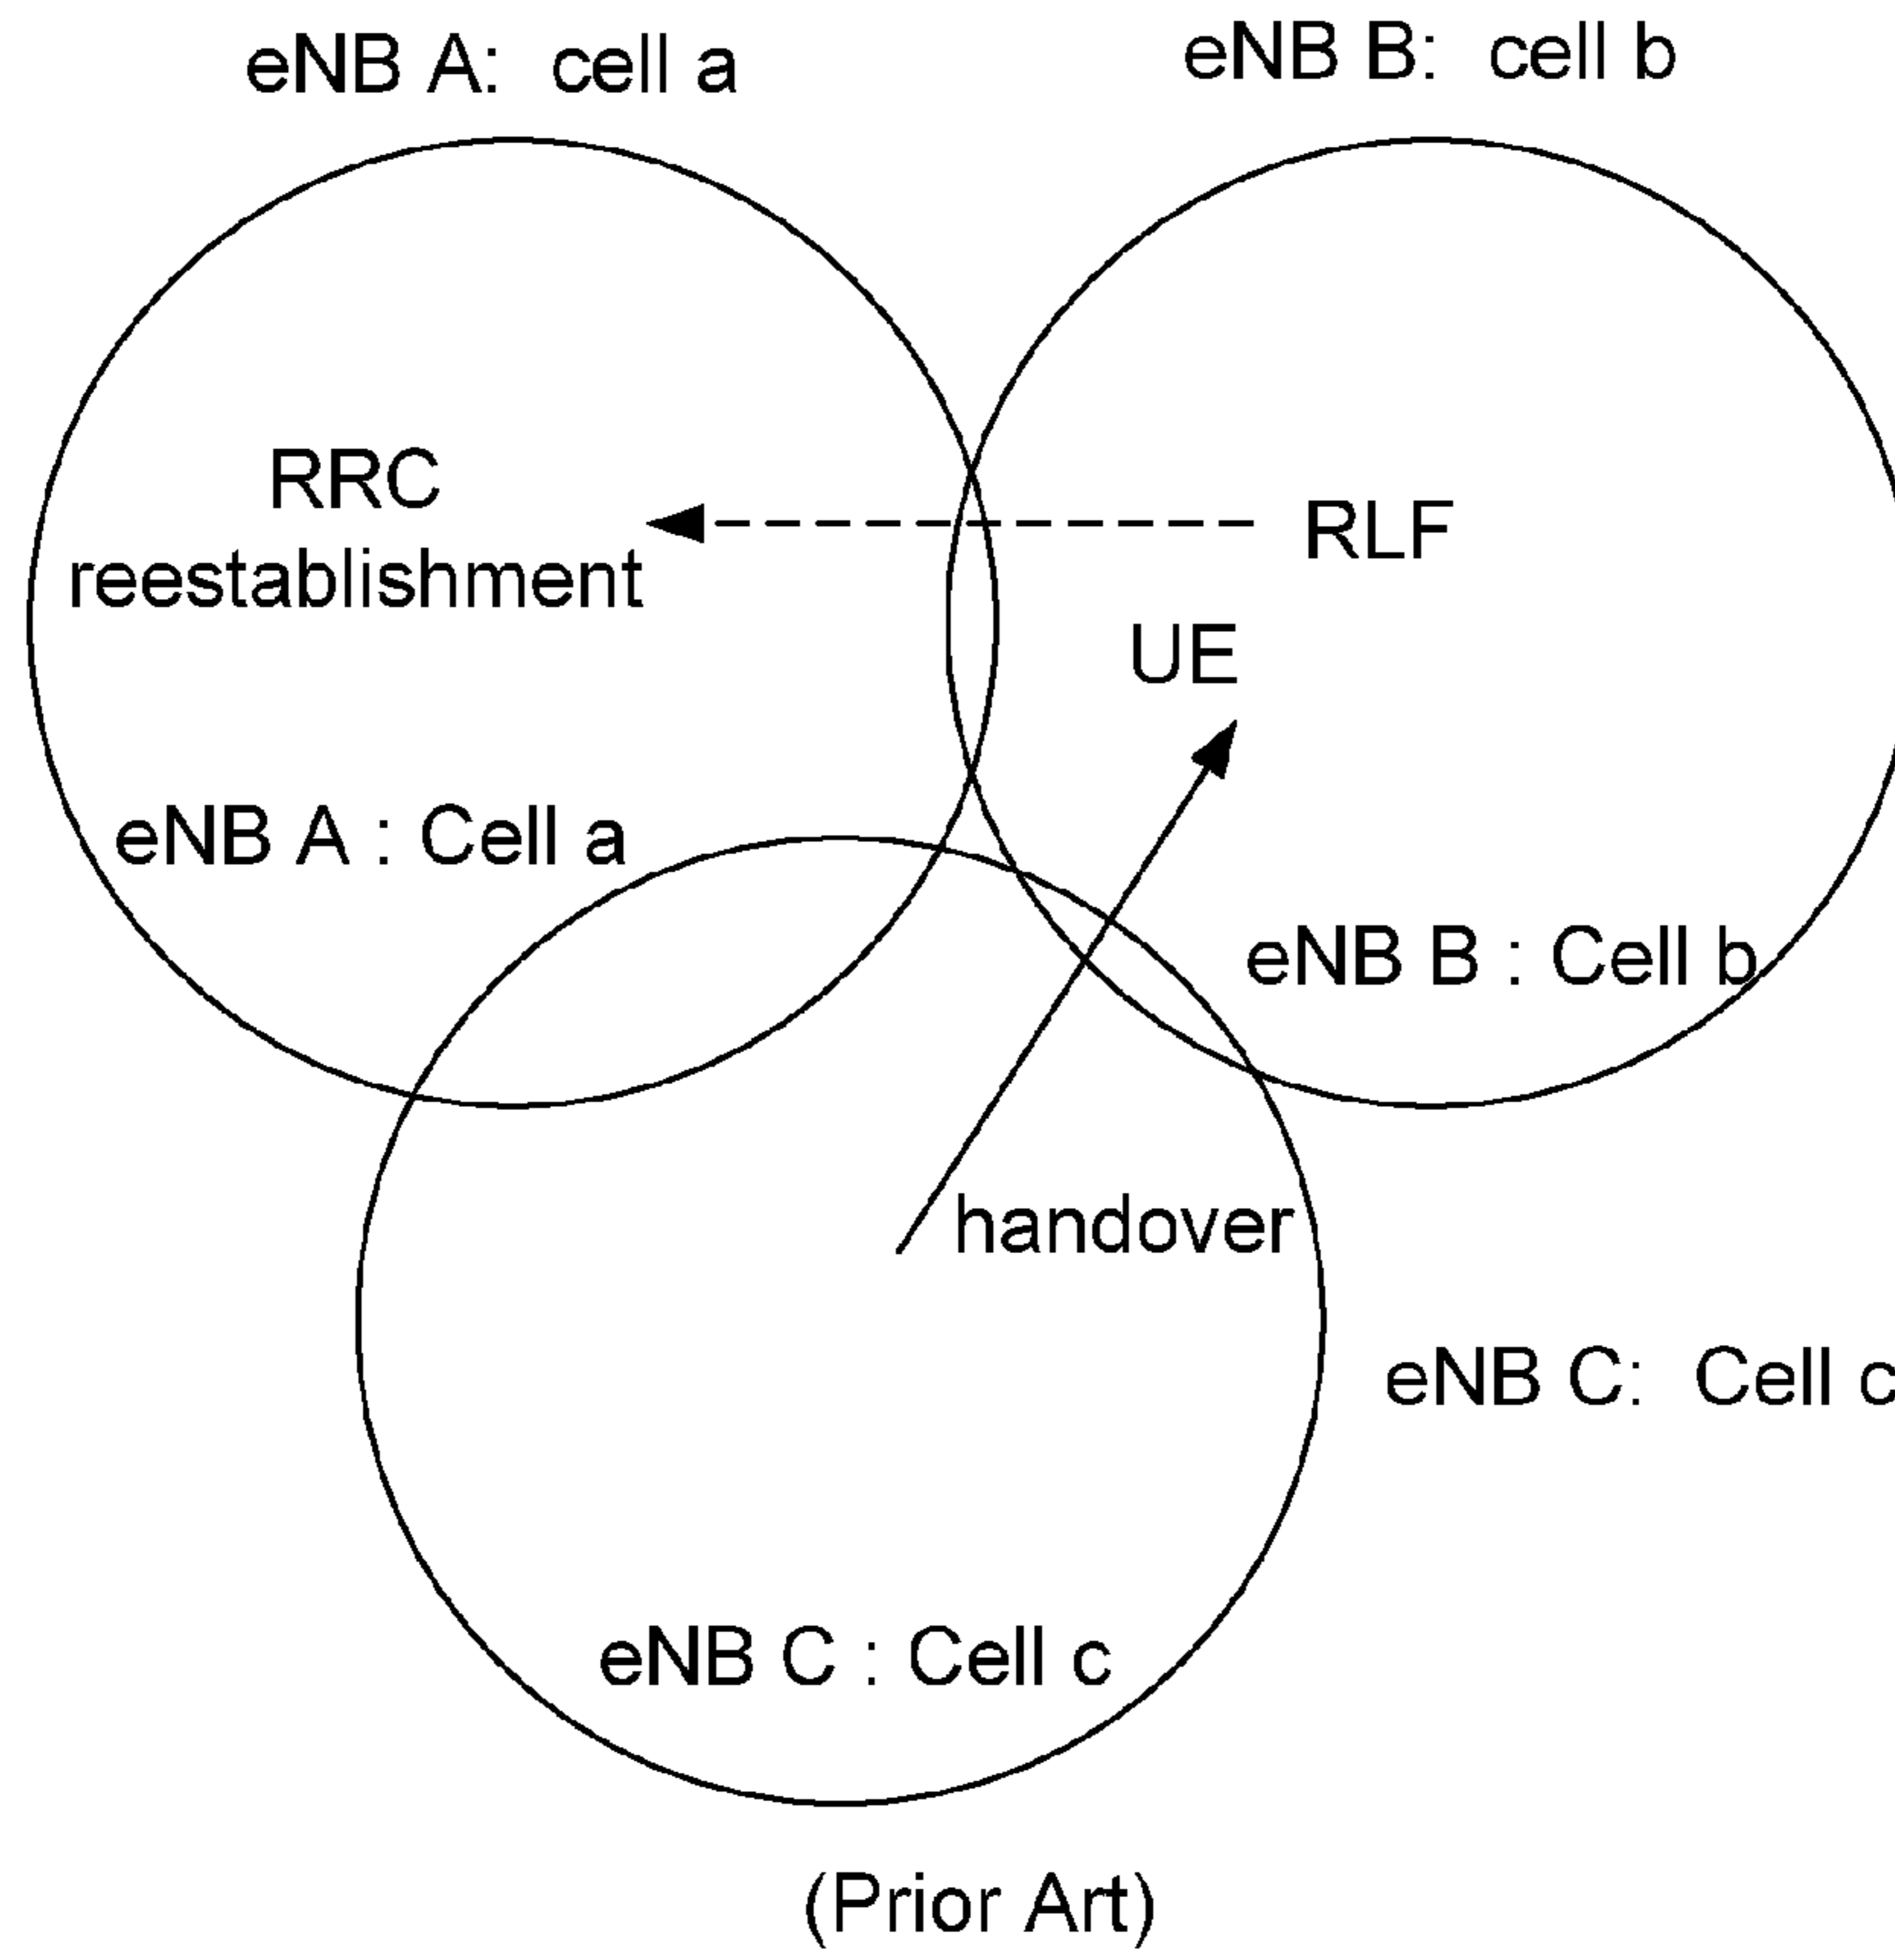 eNB A: cell a
eNB B: cell b
RRC
reestablishment
RLF
UE
eNB A : Cell a
eNB B : Cell b
handover
eNB C: Cell c
eNB C : Cell c
(Prior Art)